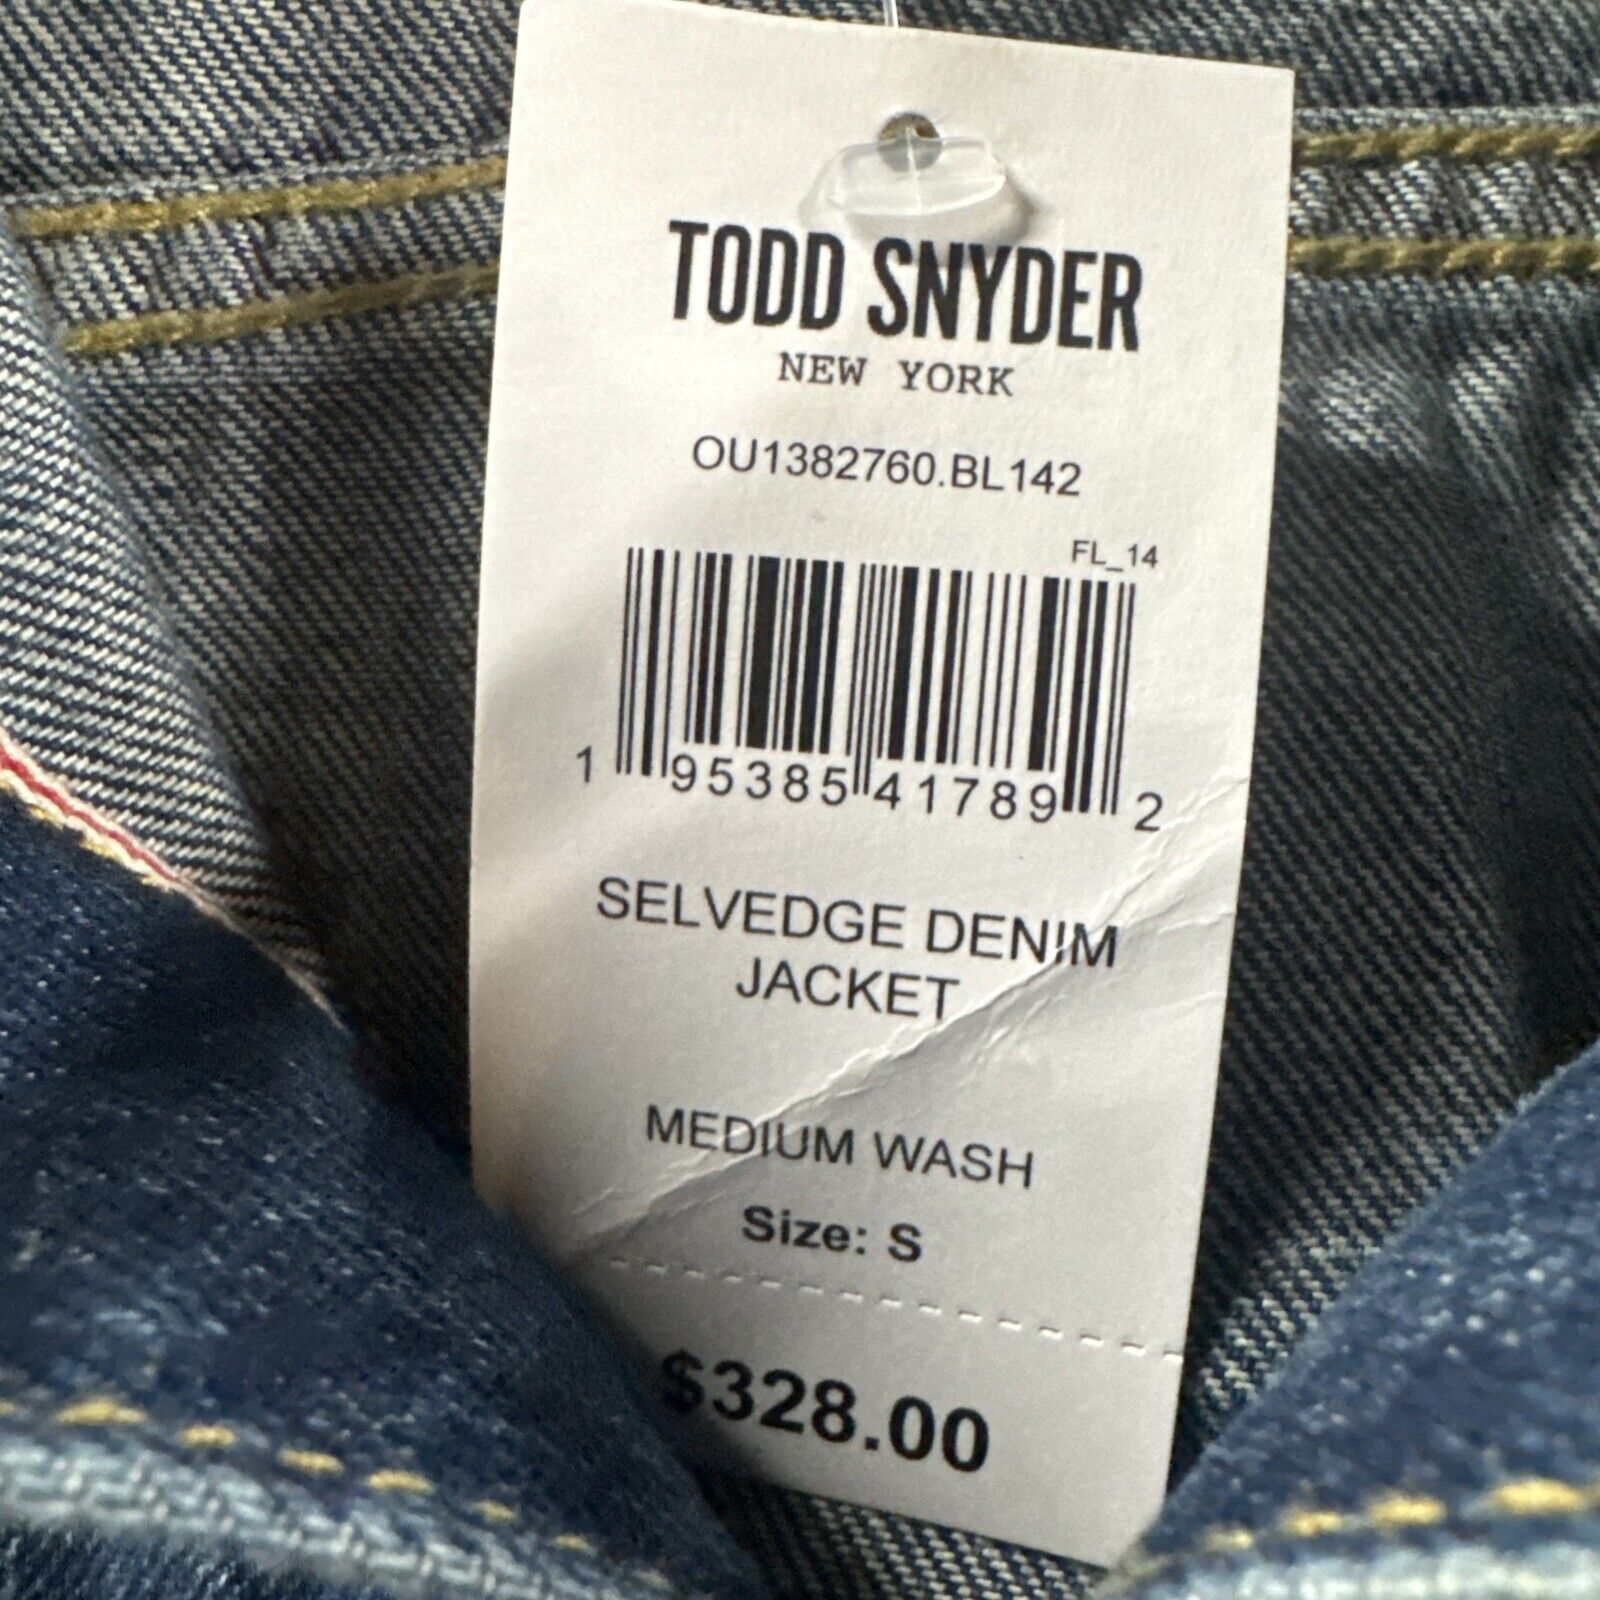 TODD SNYDER
NEW YORK
OU1382760.BL142
FL_14
1 95385 41789 2
SELVEDGE DENIM
JACKET
MEDIUM WASH
Size: S
$328.00